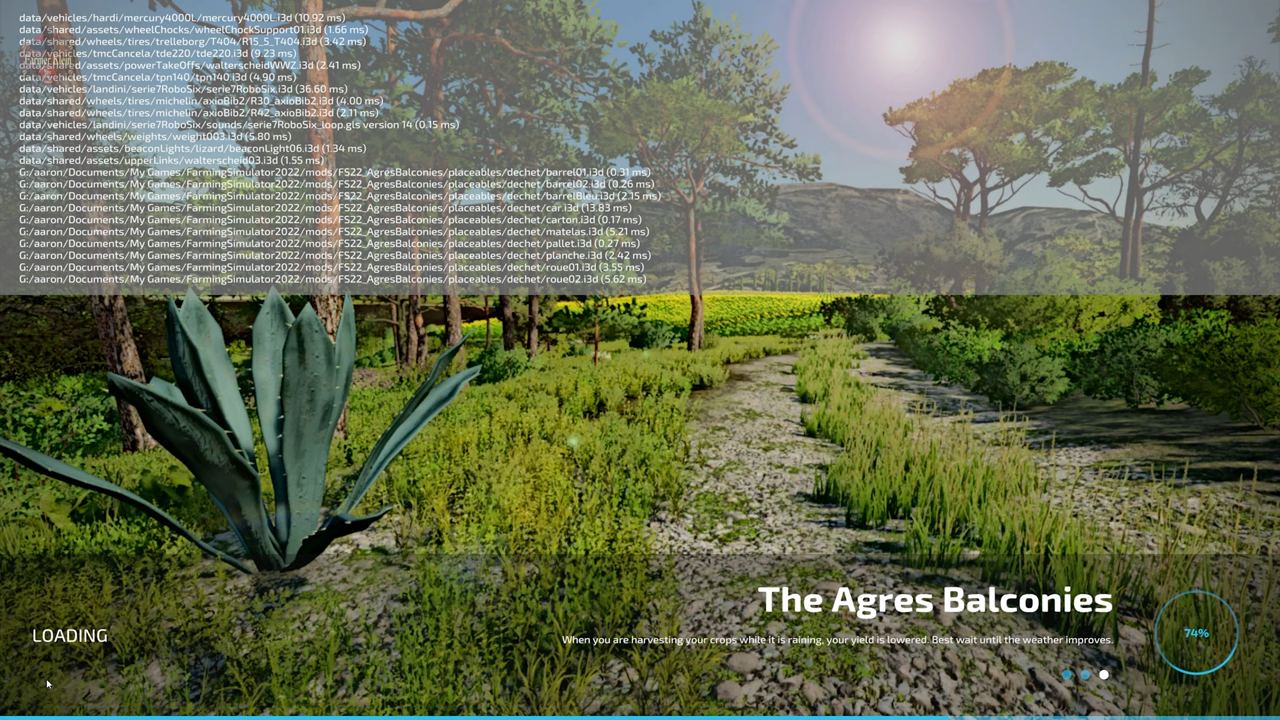 data/vehicles/hardi/mercury4000L/mercury4000L.i3d (10.92 ms)
data/shared/assets/wheelChocks/wheelChockSupport01.i3d (1.66 ms)
data/shared/wheels/tires/trelleborg/T404/R15_5_T404.i3d (3.42 ms)
data/vehicles/tmcCancela/tde220/tde220.i3d (9.23 ms)
data/shared/assets/powerTakeOffs/walterscheidWWZ.i3d (2.41 ms)
data/vehicles/tmcCancela/tpn140/tpn140.i3d (4.90 ms)
data/vehicles/landini/serie7RoboSix/serie7RoboSix.i3d (36.60 ms)
data/shared/wheels/tires/michelin/axioBib2/R30_axioBib2.i3d (4.00 ms)
data/shared/wheels/tires/michelin/axioBib2/R42_axioBib2.i3d (2.11 ms)
data/vehicles/landini/serie7RoboSix/sounds/serie7RoboSix_loop.gls version 14 (0.15 ms)
data/shared/wheels/weights/weight003.i3d (5.80 ms)
data/shared/assets/beaconLights/lizard/beaconLight06.i3d (1.34 ms)
data/shared/assets/upperLinks/walterscheid03.i3d (1.55 ms)
G:/aaron/Documents/My Games/FarmingSimulator2022/mods/FS22_AgresBalconies/placeables/dechet/barrel01.i3d (0.31 ms)
G:/aaron/Documents/My Games/FarmingSimulator2022/mods/FS22_AgresBalconies/placeables/dechet/barrel02.i3d (0.26 ms)
G:/aaron/Documents/My Games/FarmingSimulator2022/mods/FS22_AgresBalconies/placeables/dechet/barrelBleu.i3d (2.15 ms)
G:/aaron/Documents/My Games/FarmingSimulator2022/mods/FS22_AgresBalconies/placeables/dechet/car.i3d (13.83 ms)
G:/aaron/Documents/My Games/FarmingSimulator2022/mods/FS22_AgresBalconies/placeables/dechet/carton.i3d (0.17 ms)
G:/aaron/Documents/My Games/FarmingSimulator2022/mods/FS22_AgresBalconies/placeables/dechet/matelas.i3d (5.21 ms)
G:/aaron/Documents/My Games/FarmingSimulator2022/mods/FS22_AgresBalconies/placeables/dechet/pallet.i3d (0.27 ms)
G:/aaron/Documents/My Games/FarmingSimulator2022/mods/FS22_AgresBalconies/placeables/dechet/planche.i3d (2.42 ms)
G:/aaron/Documents/My Games/FarmingSimulator2022/mods/FS22_AgresBalconies/placeables/dechet/roue01.i3d (3.55 ms)
G:/aaron/Documents/My Games/FarmingSimulator2022/mods/FS22_AgresBalconies/placeables/dechet/roue02.i3d (5.62 ms)
The Agres Balconies
LOADING
When you are harvesting your crops while it is raining, your yield is lowered. Best wait until the weather improves.
74%